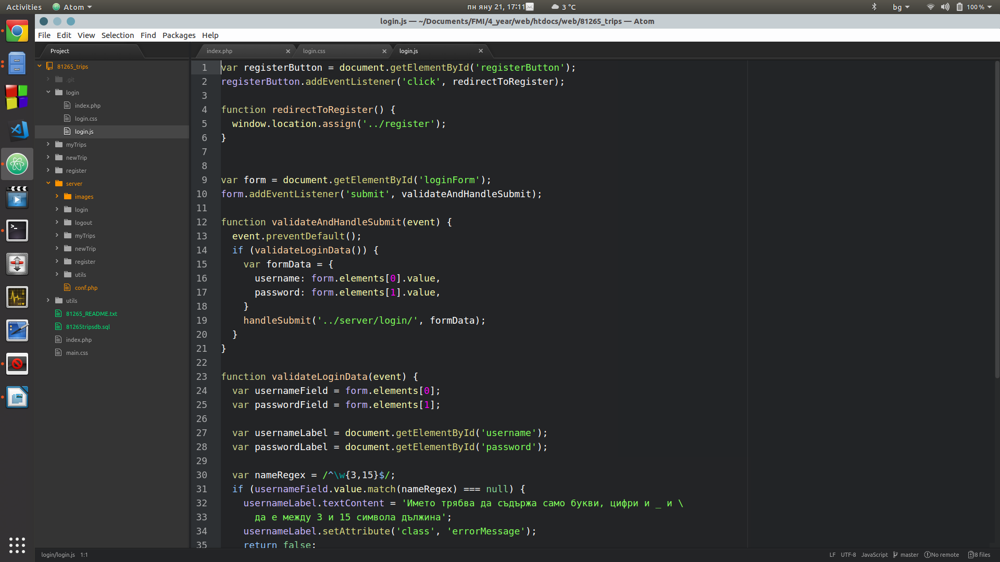 Activities
Atom
пн яну 21, 17:11
3 °C
bg
100 %
login.js — ~/Documents/FMI/4_year/web/htdocs/web/81265_trips — Atom
File Edit View Selection Find Packages Help
Project
index.php
login.css
login.js
81265_trips
.git
login
index.php
login.css
login.js
myTrips
newTrip
register
server
images
login
logout
myTrips
newTrip
register
utils
conf.php
utils
81265_README.txt
81265tripsdb.sql
index.php
main.css
1 var registerButton = document.getElementById('registerButton');
2 registerButton.addEventListener('click', redirectToRegister);
3
4 function redirectToRegister() {
5   window.location.assign('../register');
6 }
7
8
9 var form = document.getElementById('loginForm');
10 form.addEventListener('submit', validateAndHandleSubmit);
11
12 function validateAndHandleSubmit(event) {
13   event.preventDefault();
14   if (validateLoginData()) {
15     var formData = {
16       username: form.elements[0].value,
17       password: form.elements[1].value,
18     }
19     handleSubmit('../server/login/', formData);
20   }
21 }
22
23 function validateLoginData(event) {
24   var usernameField = form.elements[0];
25   var passwordField = form.elements[1];
26
27   var usernameLabel = document.getElementById('username');
28   var passwordLabel = document.getElementById('password');
29
30   var nameRegex = /^\w{3,15}$/;
31   if (usernameField.value.match(nameRegex) === null) {
32     usernameLabel.textContent = 'Името трябва да съдържа само букви, цифри и _ и \
33       да е между 3 и 15 символа дължина';
34     usernameLabel.setAttribute('class', 'errorMessage');
35     return false;
login/login.js 1:1
LF UTF-8 JavaScript master No remote 8 files